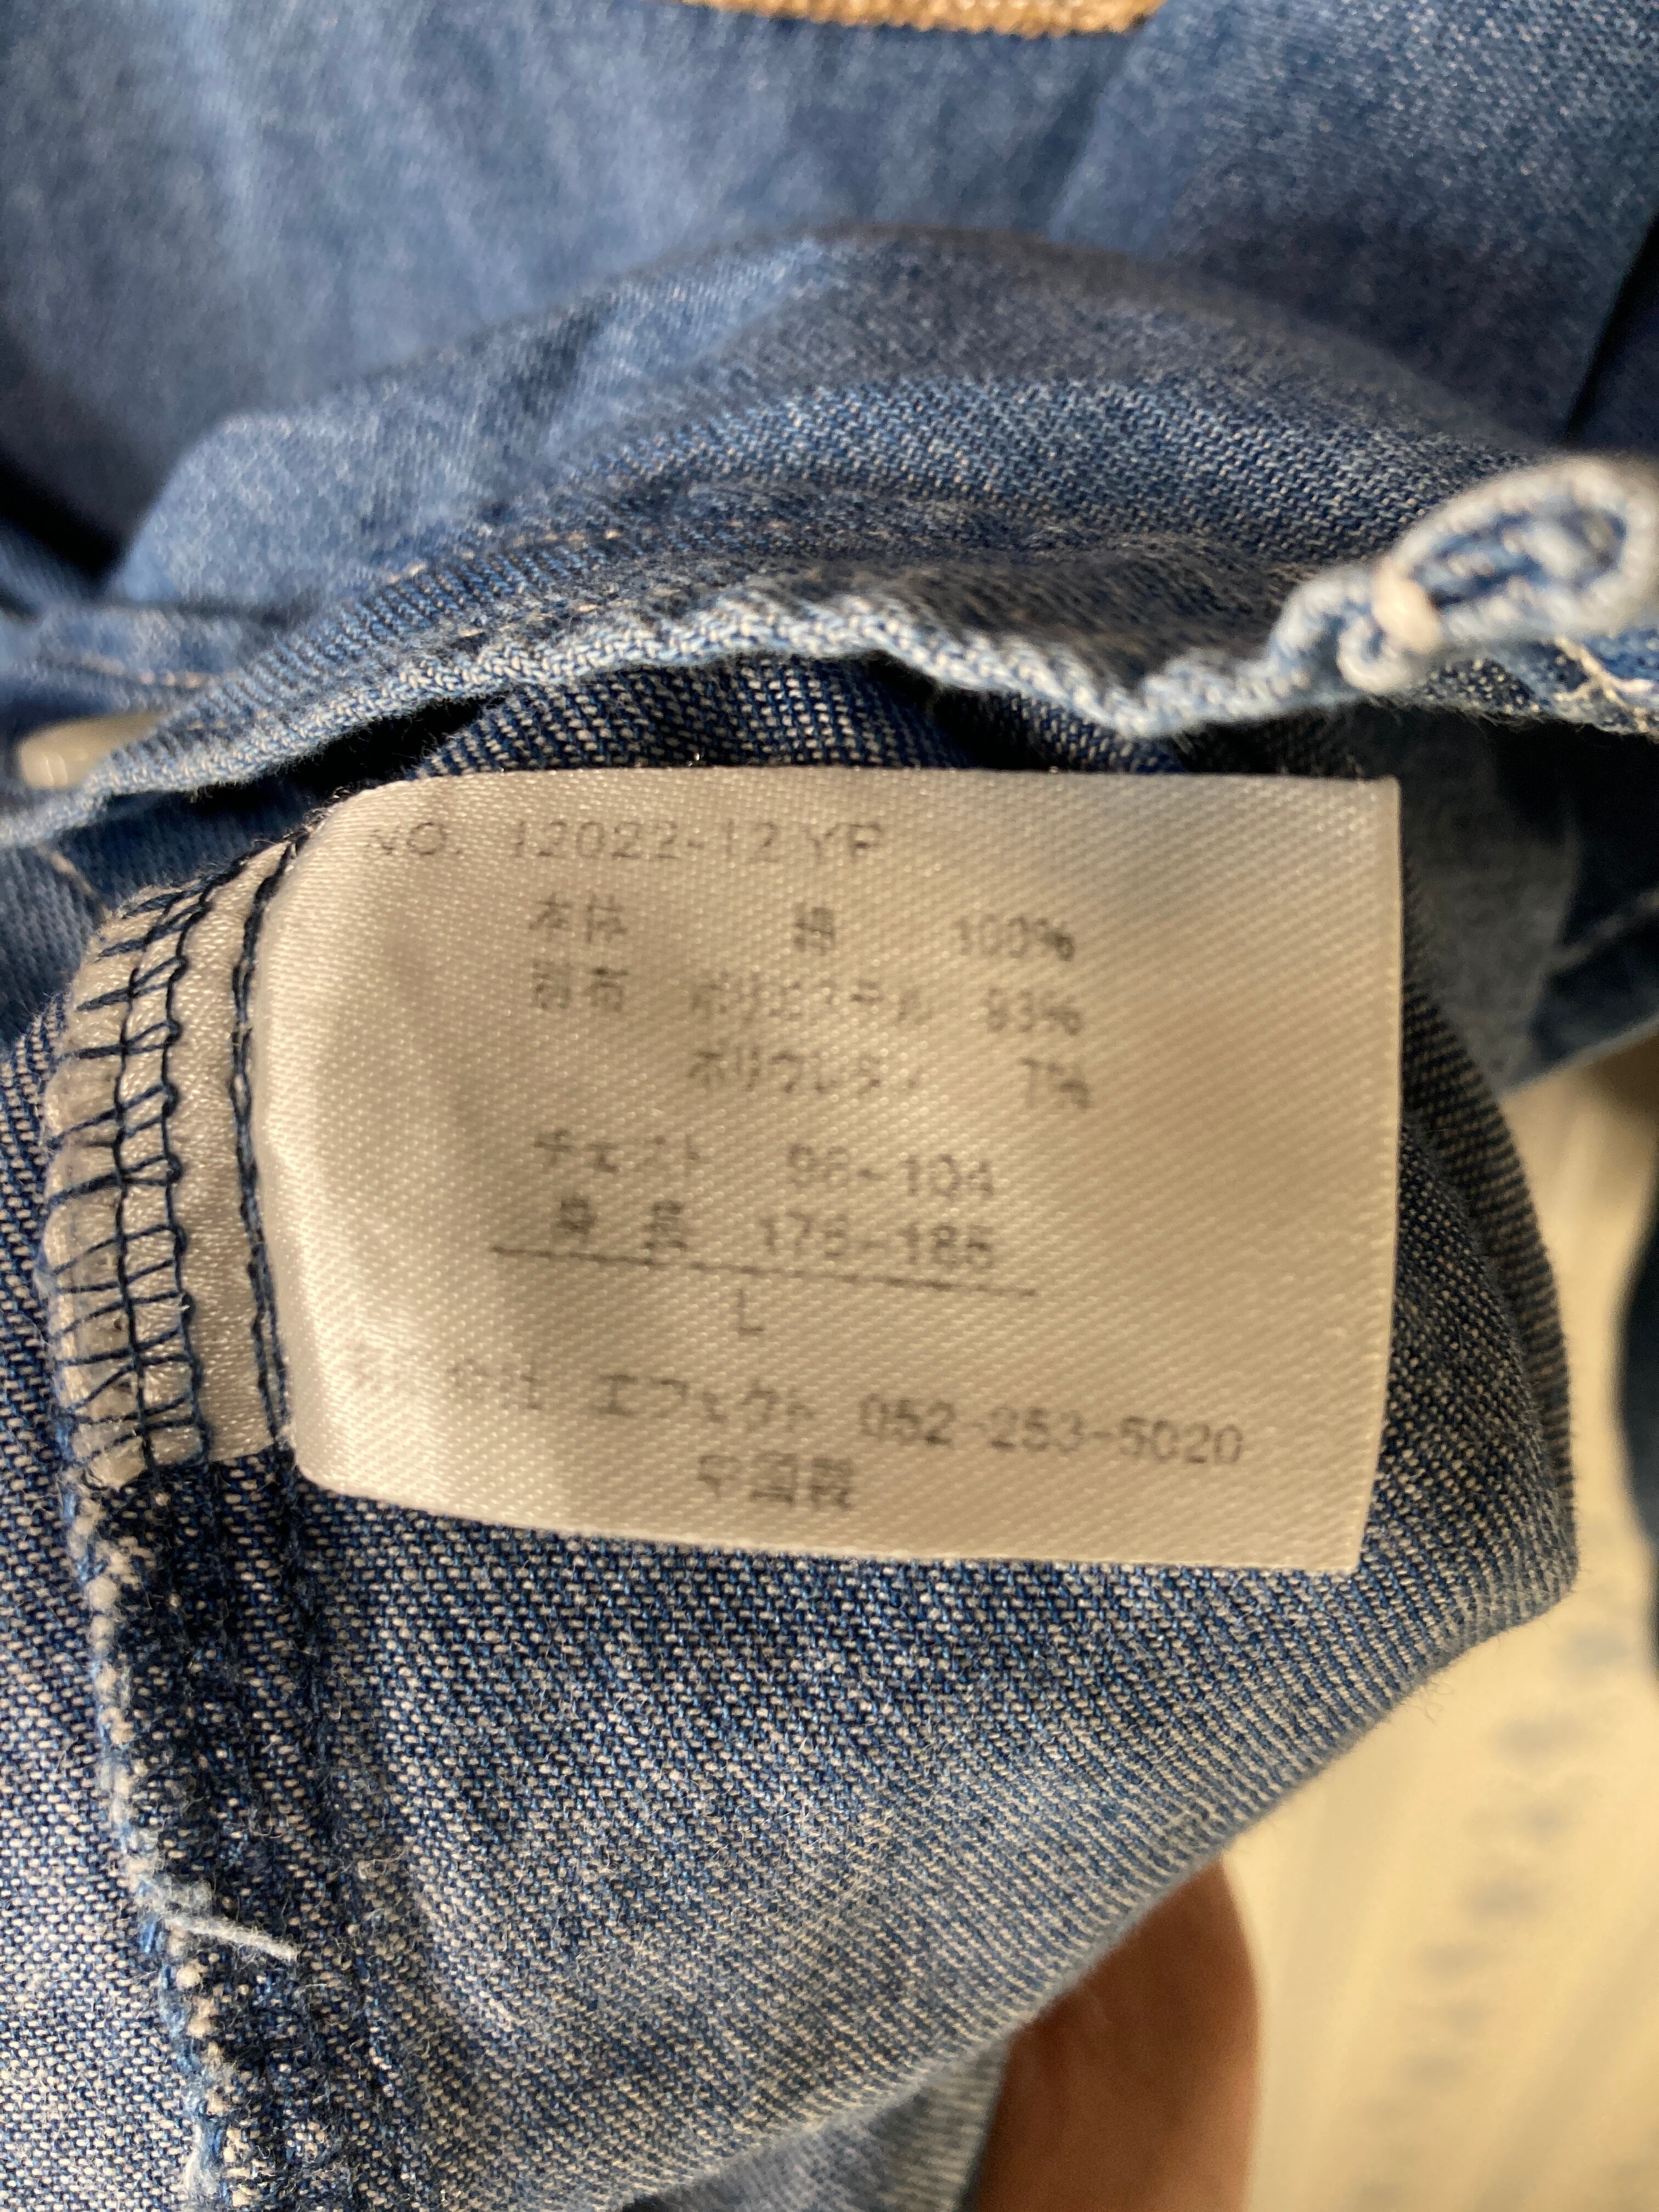 NO. 12022-12YF
本体 綿 100%
別布 ポリエステル 93%
ポリウレタン 7%
チェスト 96-104
身長 175-185
L
エフェクト 052-253-5020
中国製